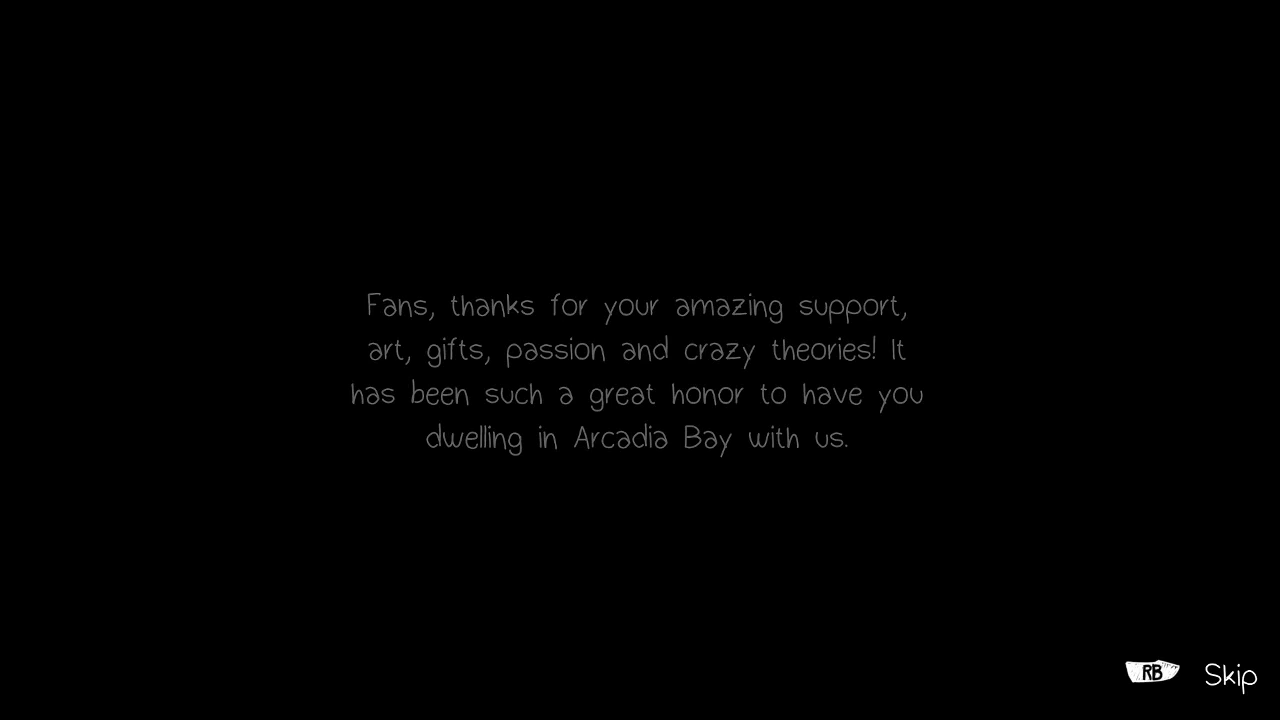 Fans, thanks for your amazing support,
art, gifts, passion and crazy theories! It
has been such a great honor to have you
dwelling in Arcadia Bay with us.
RB Skip